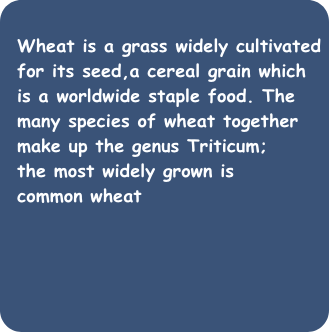 Wheat is a grass widely cultivated
for its seed,a cereal grain which
is a worldwide staple food. The
many species of wheat together
make up the genus Triticum;
the most widely grown is
common wheat